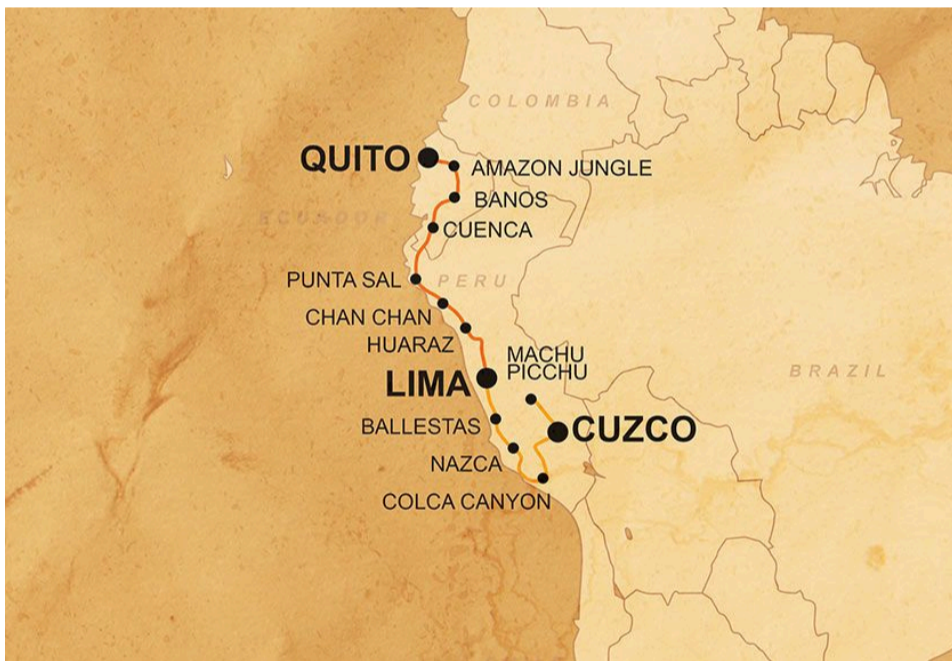 COLOMBIA
QUITO
AMAZON JUNGLE
BANOS
ECUADOR
CUENCA
PUNTA SAL
PERU
CHAN CHAN
HUARAZ
MACHU
PICCHU
LIMA
BRAZIL
BALLESTAS
CUZCO
NAZCA
COLCA CANYON